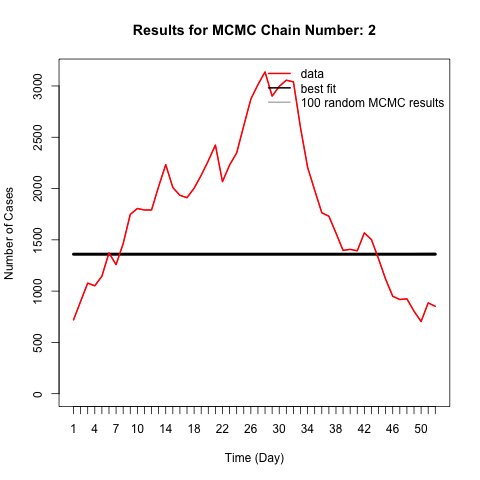 Results for MCMC Chain Number: 2
data
best fit
100 random MCMC results
Number of Cases
3000
2500
2000
1500
1000
500
0
1 4 7 10 14 18 22 26 30 34 38 42 46 50
Time (Day)